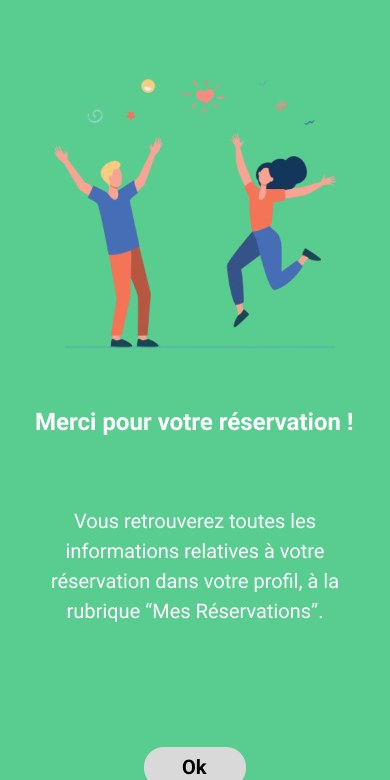 Merci pour votre réservation !
Vous retrouverez toutes les
informations relatives à votre
réservation dans votre profil, à la
rubrique “Mes Réservations”.
Ok